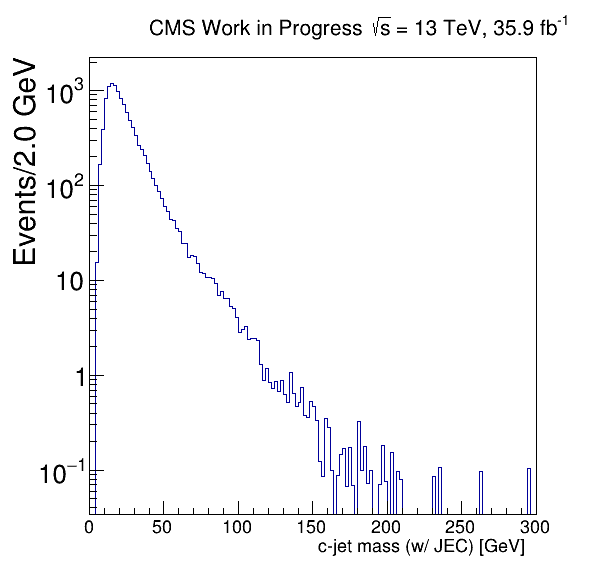 CMS Work in Progress √s = 13 TeV, 35.9 fb⁻¹
Events/2.0 GeV
10³
10²
10
1
10⁻¹
0 50 100 150 200 250 300
c-jet mass (w/ JEC) [GeV]